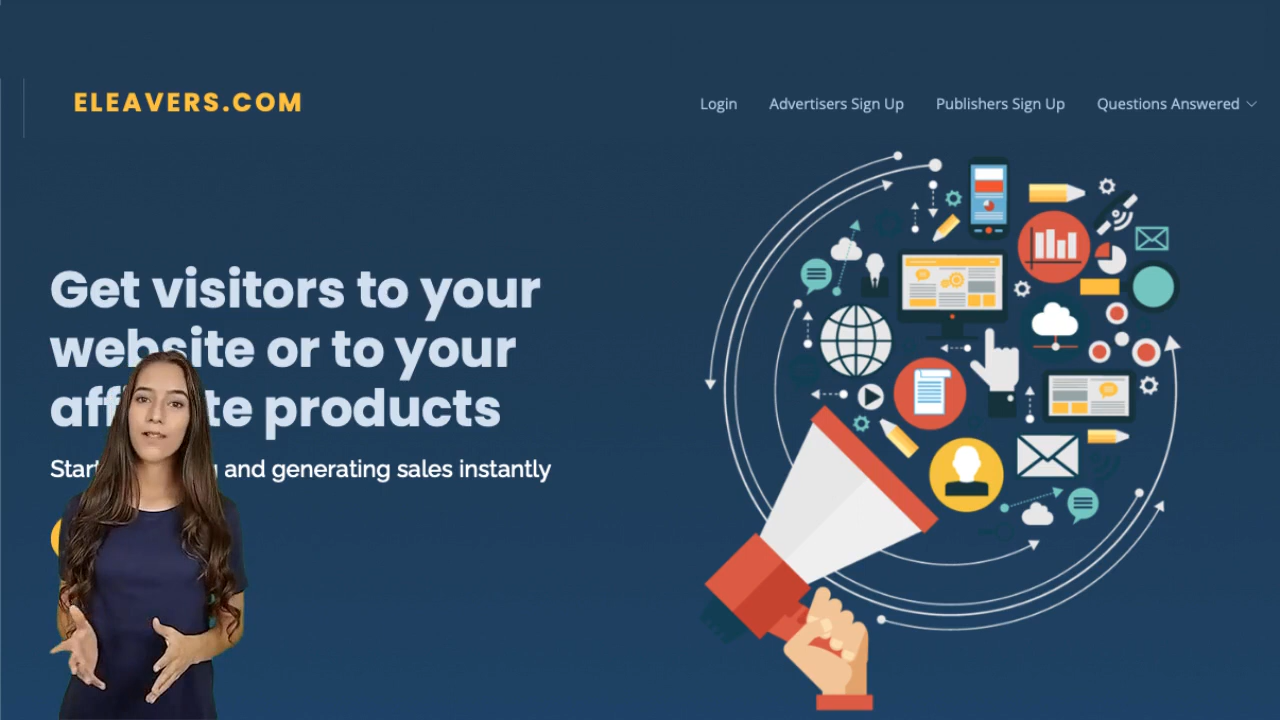 ELEAVERS.COM
Login Advertisers Sign Up Publishers Sign Up Questions Answered
Get visitors to your
website or to your
products
Start and generating sales instantly